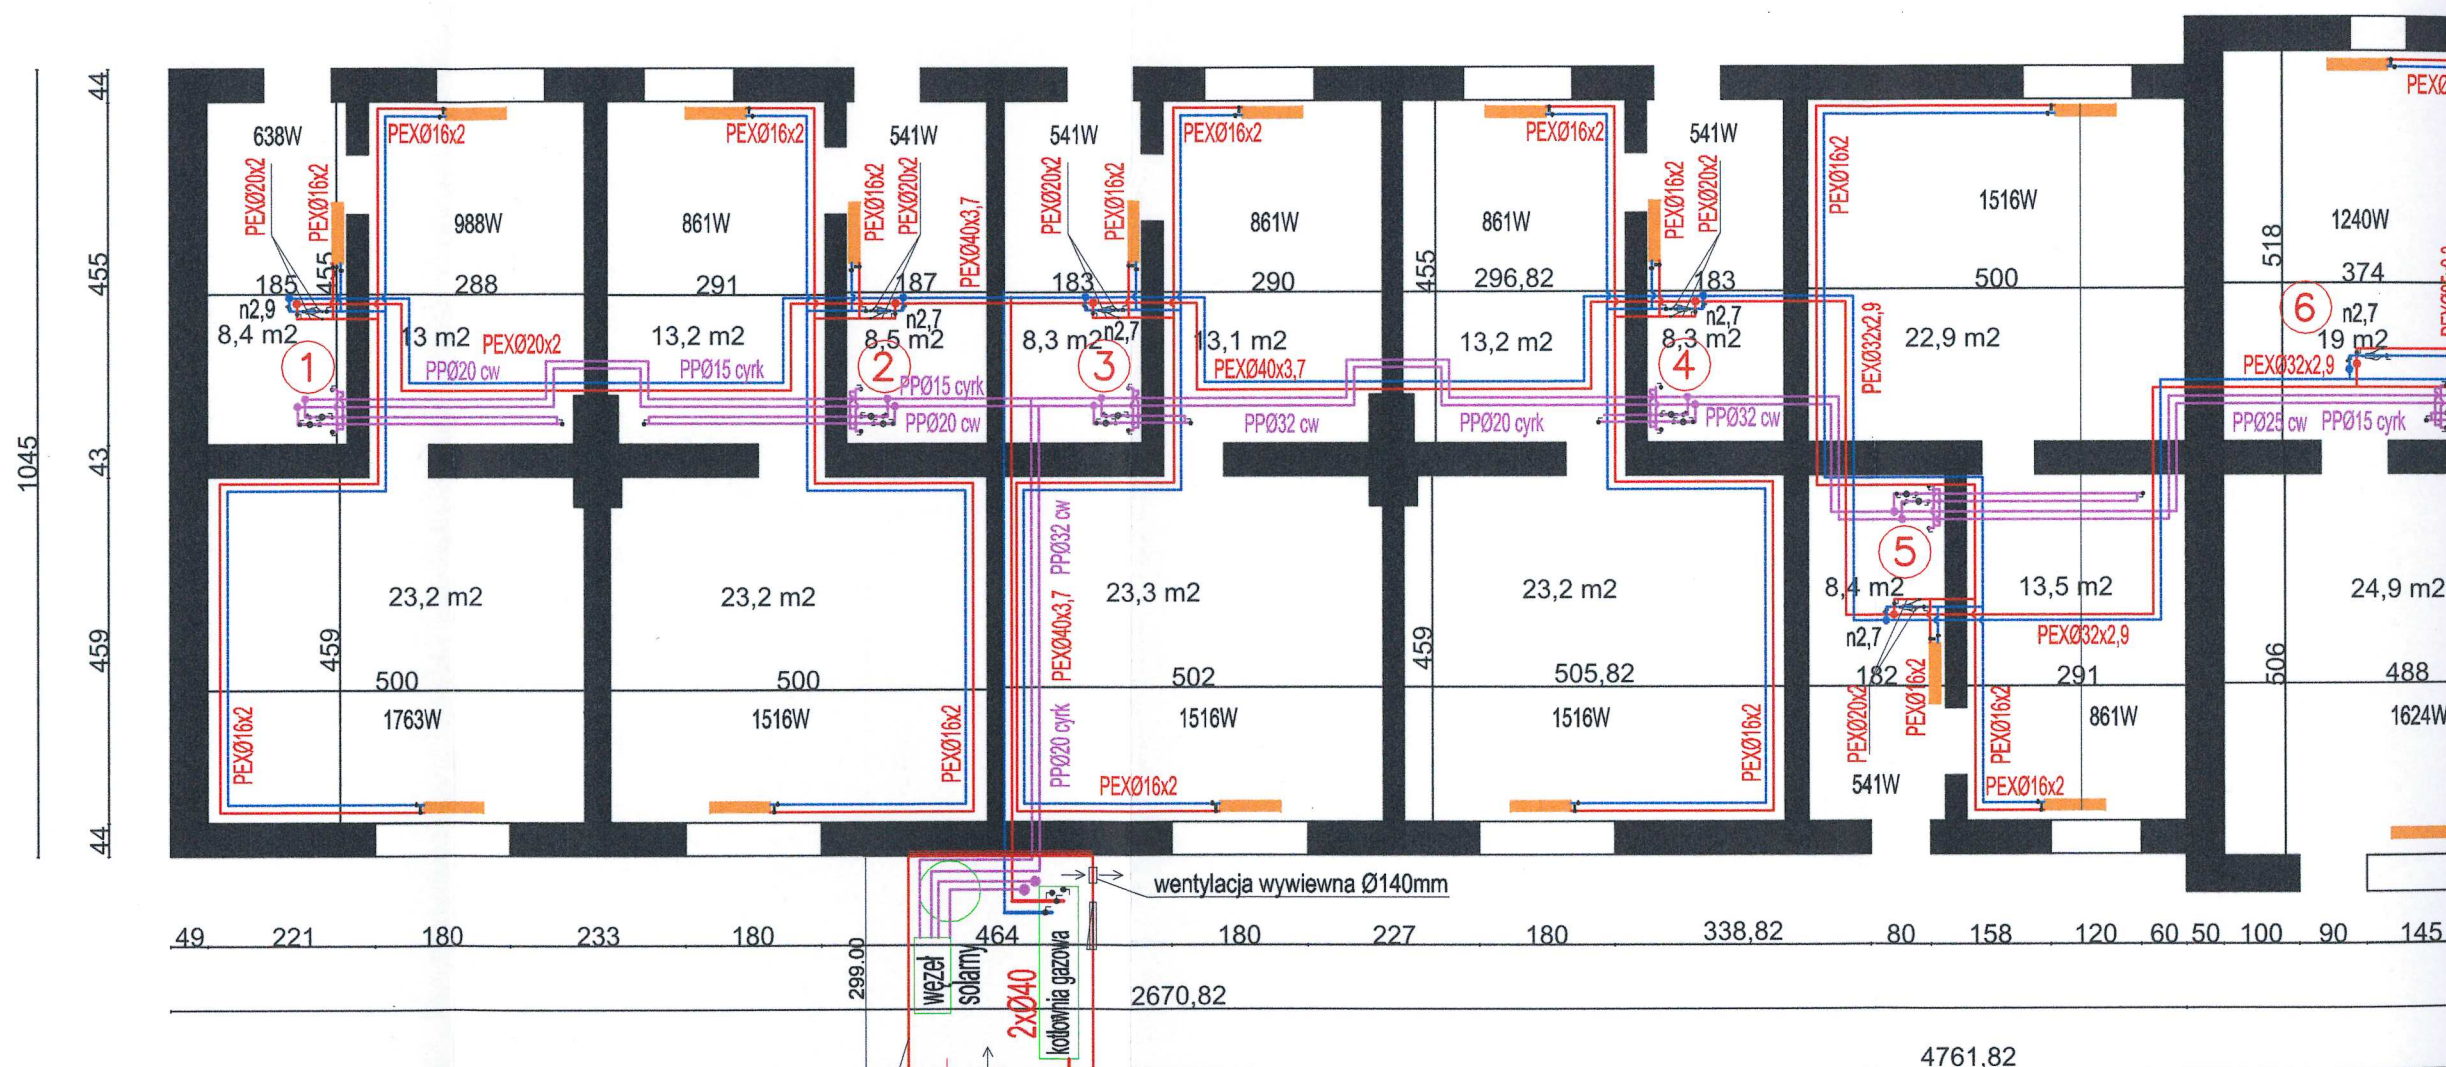 44
455
43
459
44
1045
638W
PEXØ20x2
PEXØ16x2
455
185
n2,9
8,4 m2
1
PEXØ16x2
988W
288
13 m2
PEXØ20x2
PPØ20 cw
PEXØ16x2
861W
291
13,2 m2
PPØ15 cyrk
541W
PEXØ16x2
PEXØ20x2
PEXØ40x3,7
187
n2,7
8,5 m2
2
PPØ15 cyrk
PPØ20 cw
541W
PEXØ20x2
PEXØ16x2
183
n2,7
8,3 m2
3
PEXØ16x2
861W
290
13,1 m2
PEXØ40x3,7
PPØ32 cw
PEXØ16x2
861W
455
296,82
13,2 m2
PPØ20 cyrk
541W
PEXØ16x2
PEXØ20x2
183
n2,7
8,3 m2
4
PPØ32 cw
PEXØ16x2
1516W
500
PEXØ32x2,9
22,9 m2
518
1240W
374
6
n2,7
19 m2
PEXØ32x2,9
PPØ25 cw
PPØ15 cyrk
23,2 m2
459
500
1763W
PEXØ16x2
23,2 m2
500
1516W
PEXØ16x2
PPØ32 cw
PEXØ40x3,7
PPØ20 cyrk
23,3 m2
502
1516W
PEXØ16x2
459
23,2 m2
505,82
1516W
PEXØ16x2
5
8,4 m2
n2,7
182
PEXØ20x2
PEXØ16x2
541W
13,5 m2
PEXØ32x2,9
291
PEXØ16x2
861W
PEXØ16x2
24,9 m2
506
488
1624W
wentylacja wywiewna Ø140mm
49 221 180 233 180 464 180 227 180 338,82 80 158 120 60 50 100 90 145
299.00
węzeł
solarny
2xØ40
kotłownia gazowa
2670,82
4761,82